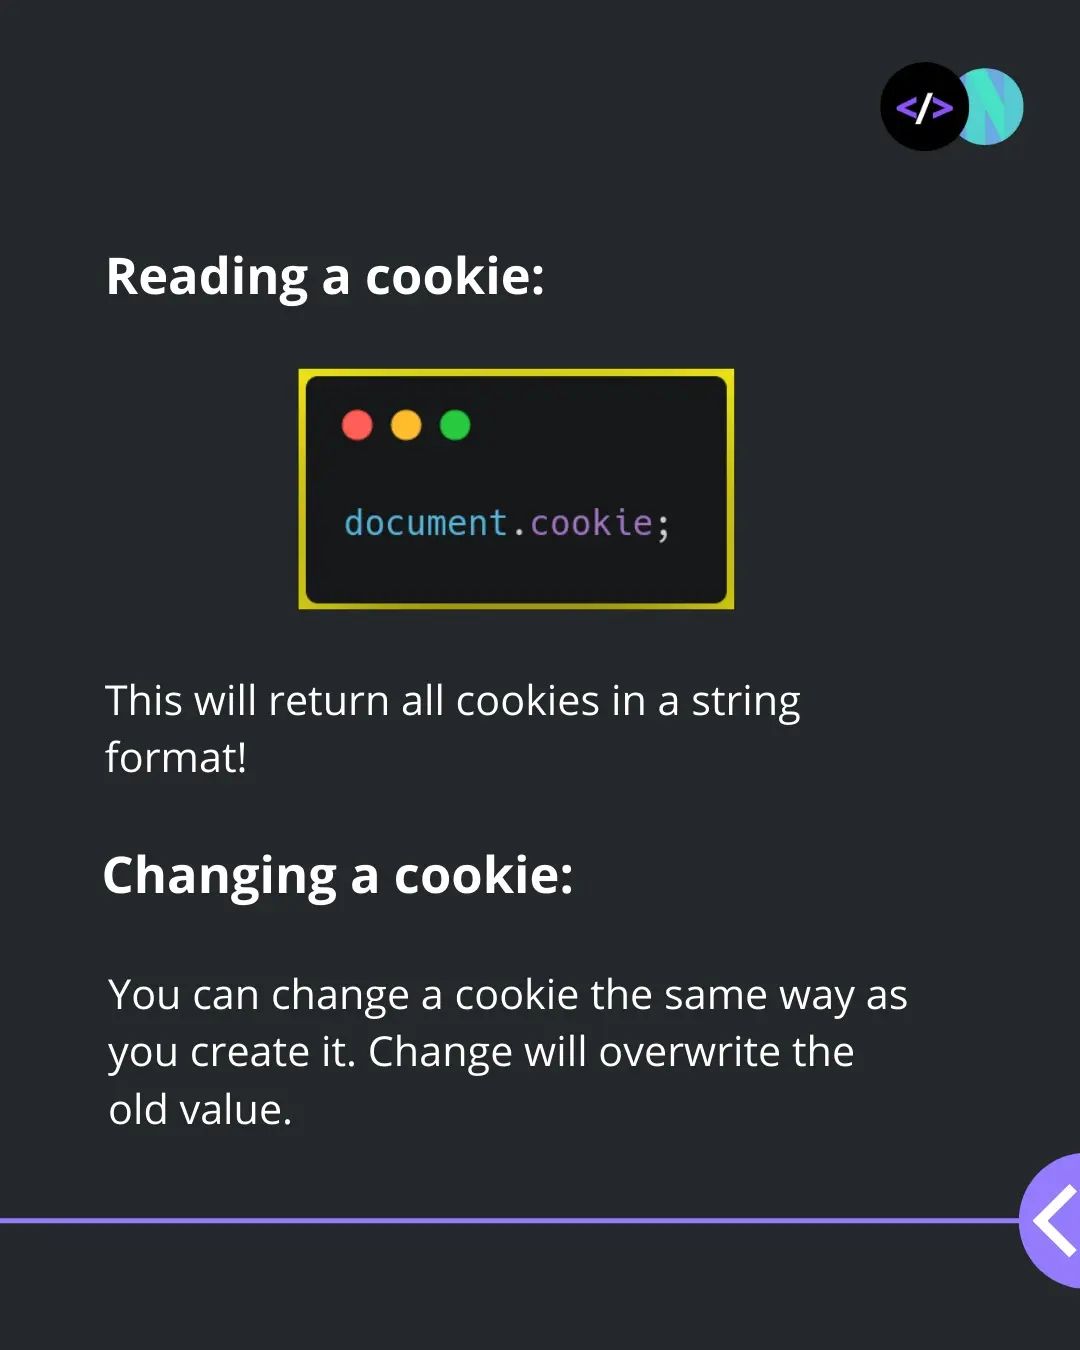 </>
N
Reading a cookie:
document.cookie;
This will return all cookies in a string
format!
Changing a cookie:
You can change a cookie the same way as
you create it. Change will overwrite the
old value.